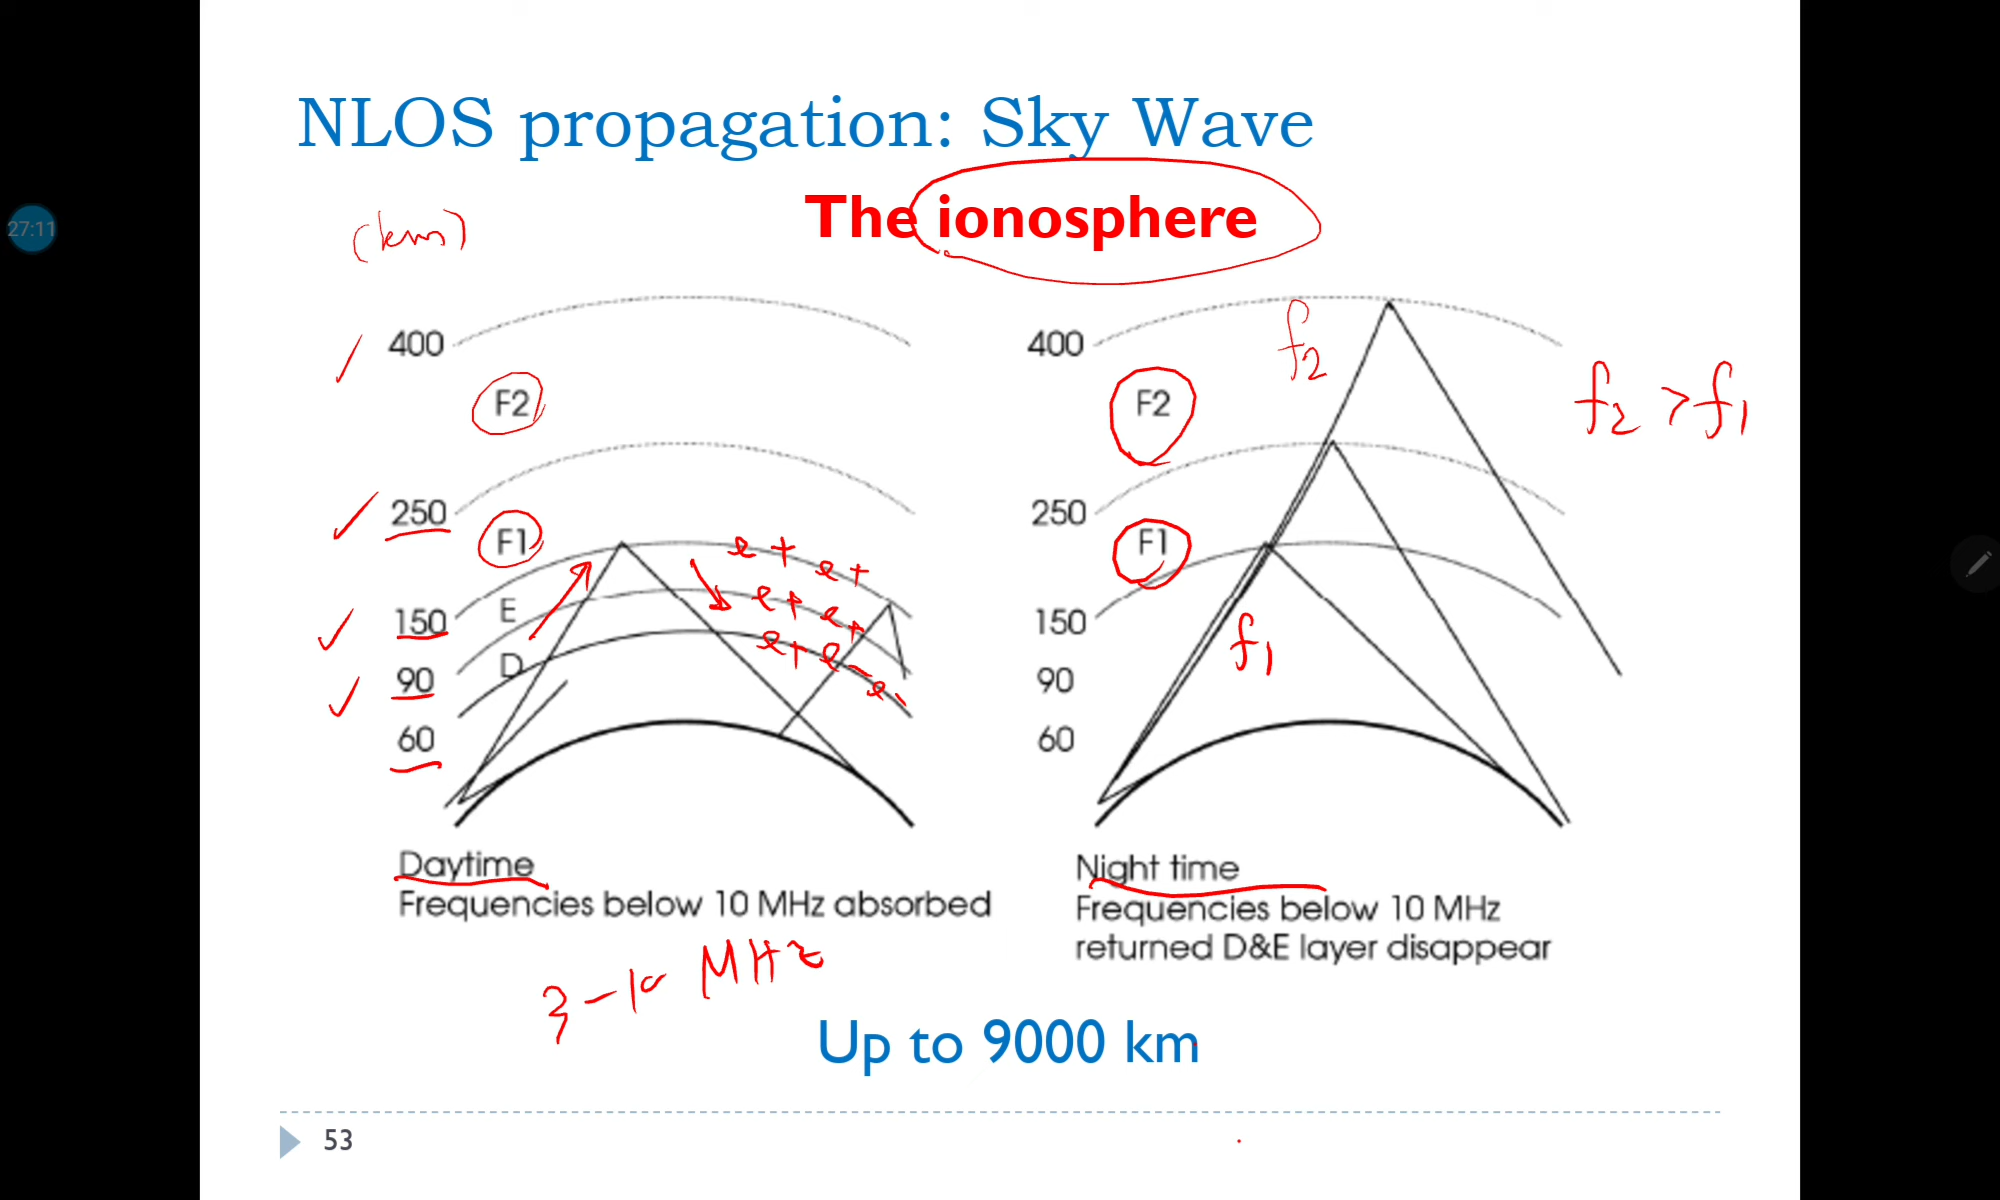 NLOS propagation: Sky Wave
The ionosphere
27:11
(km)
400
F2
250
F1
150
E
90
D
60
e + e +
e + e +
e + e -
e -
Daytime
Frequencies below 10 MHz absorbed
3-10 MHz
400
f2
F2
f2 > f1
250
F1
150
f1
90
60
Night time
Frequencies below 10 MHz
returned D&E layer disappear
Up to 9000 km
53